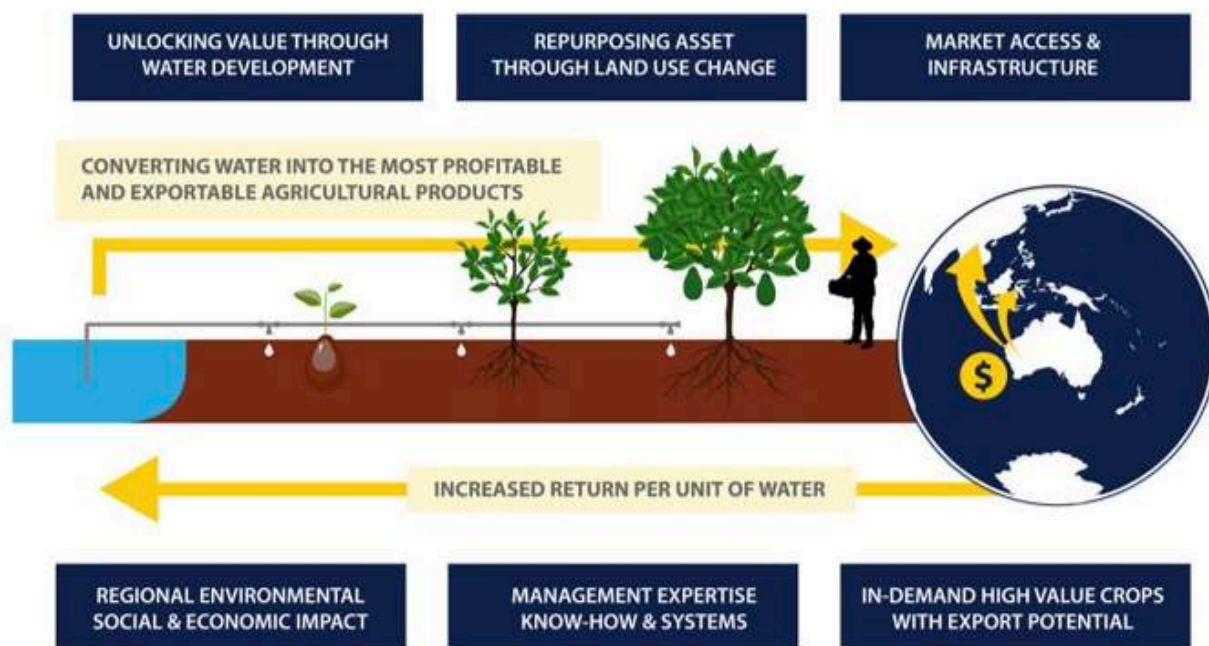 UNLOCKING VALUE THROUGH
WATER DEVELOPMENT
REPURPOSING ASSET
THROUGH LAND USE CHANGE
MARKET ACCESS &
INFRASTRUCTURE
CONVERTING WATER INTO THE MOST PROFITABLE
AND EXPORTABLE AGRICULTURAL PRODUCTS
$
INCREASED RETURN PER UNIT OF WATER
REGIONAL ENVIRONMENTAL
SOCIAL & ECONOMIC IMPACT
MANAGEMENT EXPERTISE
KNOW-HOW & SYSTEMS
IN-DEMAND HIGH VALUE CROPS
WITH EXPORT POTENTIAL